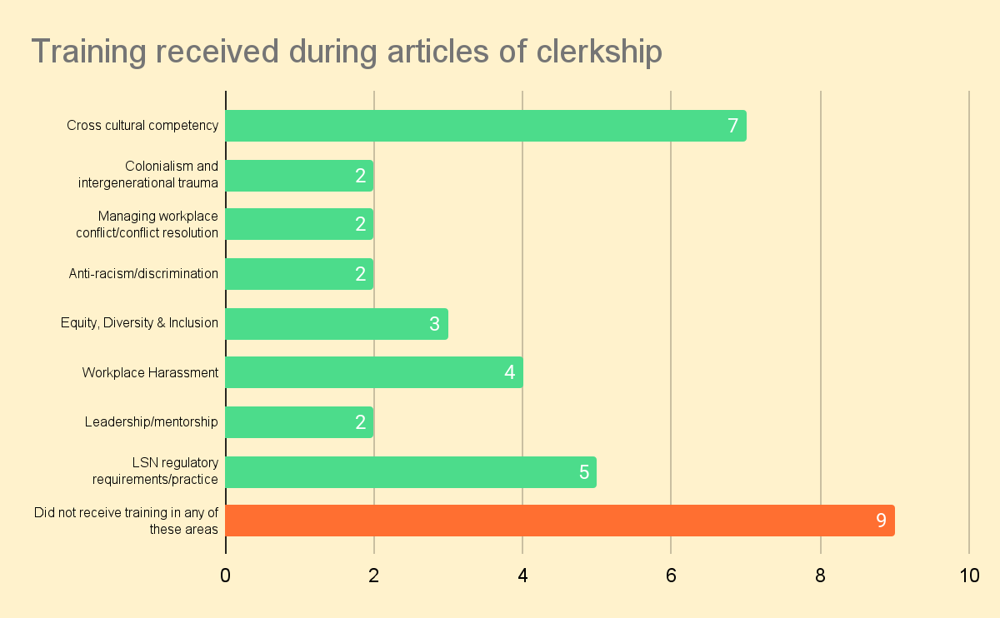 Training received during articles of clerkship
Cross cultural competency
7
Colonialism and
intergenerational trauma
2
Managing workplace
conflict/conflict resolution
2
Anti-racism/discrimination
2
Equity, Diversity & Inclusion
3
Workplace Harassment
4
Leadership/mentorship
2
LSN regulatory
requirements/practice
5
Did not receive training in any of
these areas
9
0 2 4 6 8 10